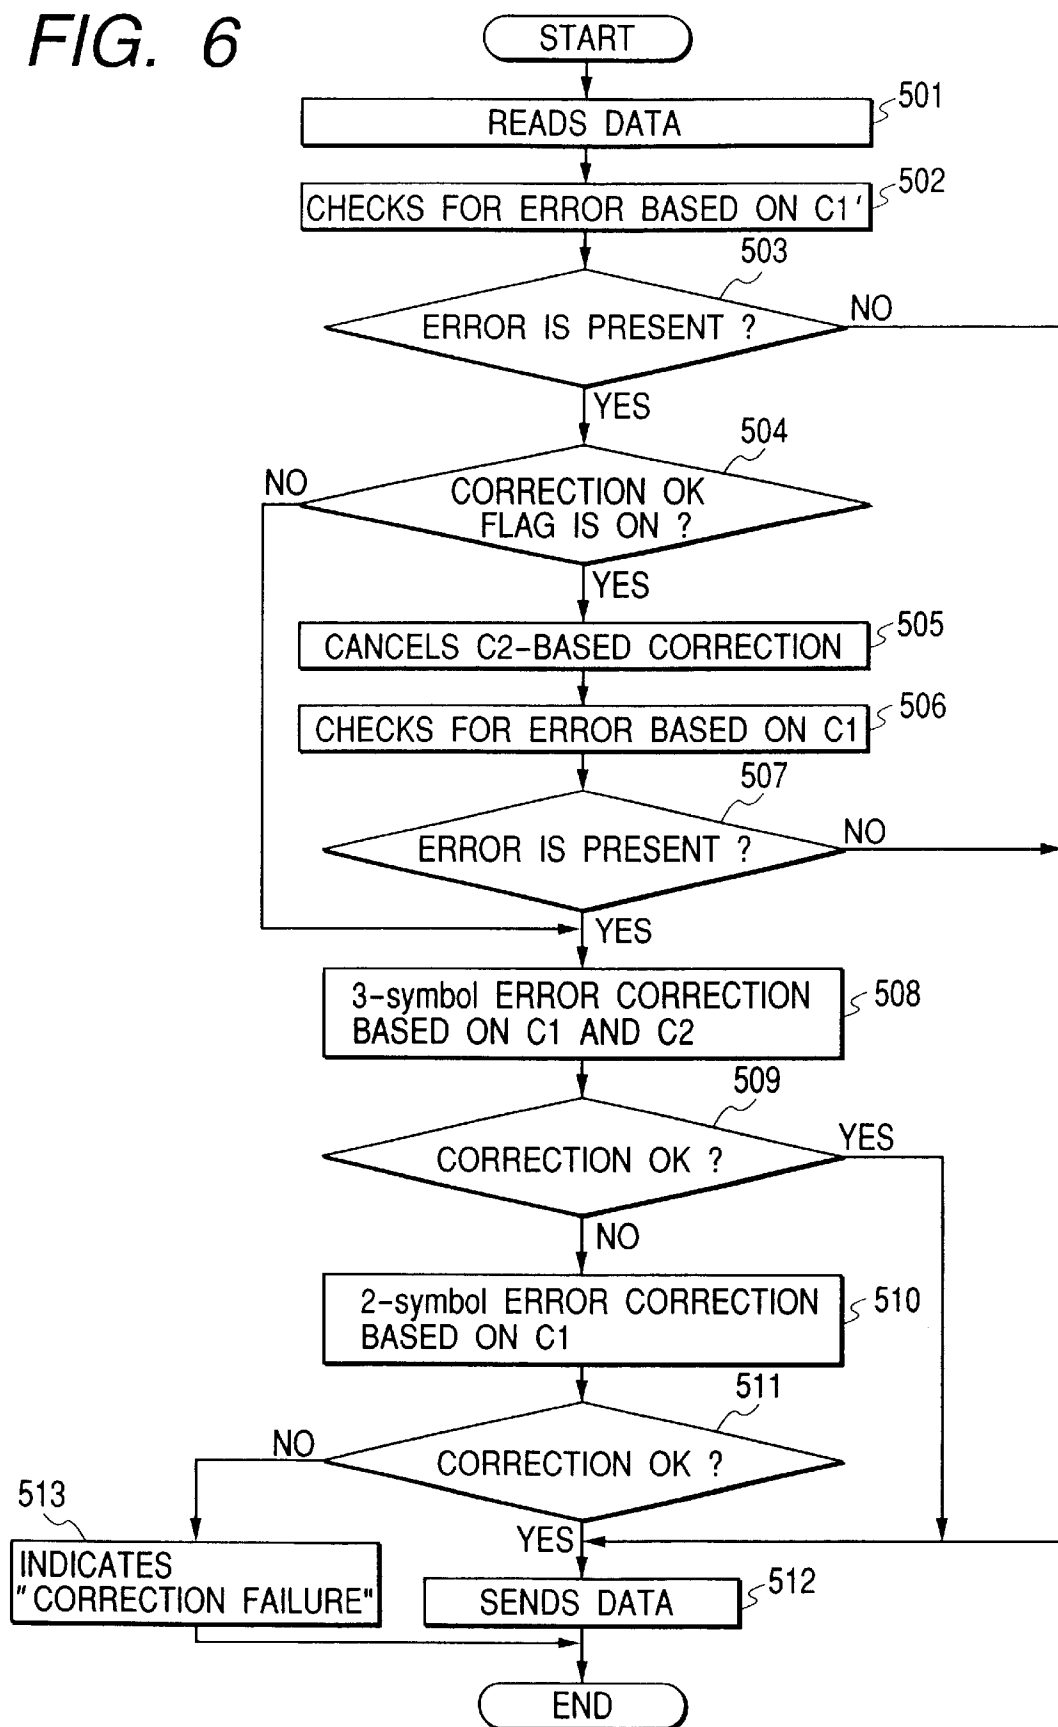 FIG. 6
START
501
READS DATA
502
CHECKS FOR ERROR BASED ON C1'
503
ERROR IS PRESENT ?
NO
YES
504
NO
CORRECTION OK
FLAG IS ON ?
YES
505
CANCELS C2-BASED CORRECTION
506
CHECKS FOR ERROR BASED ON C1
507
ERROR IS PRESENT ?
NO
YES
3-symbol ERROR CORRECTION
BASED ON C1 AND C2
508
509
CORRECTION OK ?
YES
NO
2-symbol ERROR CORRECTION
BASED ON C1
510
511
NO
CORRECTION OK ?
513
YES
INDICATES
"CORRECTION FAILURE"
512
SENDS DATA
END